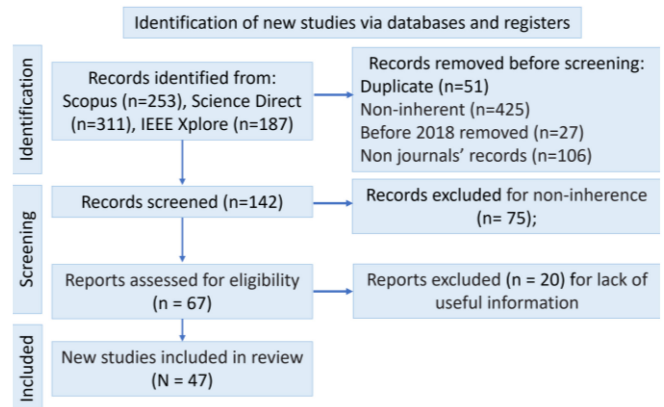 Identification of new studies via databases and registers
Identification
Records identified from:
Scopus (n=253), Science Direct
(n=311), IEEE Xplore (n=187)
Records removed before screening:
Duplicate (n=51)
Non-inherent (n=425)
Before 2018 removed (n=27)
Non journals’ records (n=106)
Screening
Records screened (n=142)
Records excluded for non-inherence
(n= 75);
Reports assessed for eligibility
(n = 67)
Reports excluded (n = 20) for lack of
useful information
Included
New studies included in review
(N = 47)